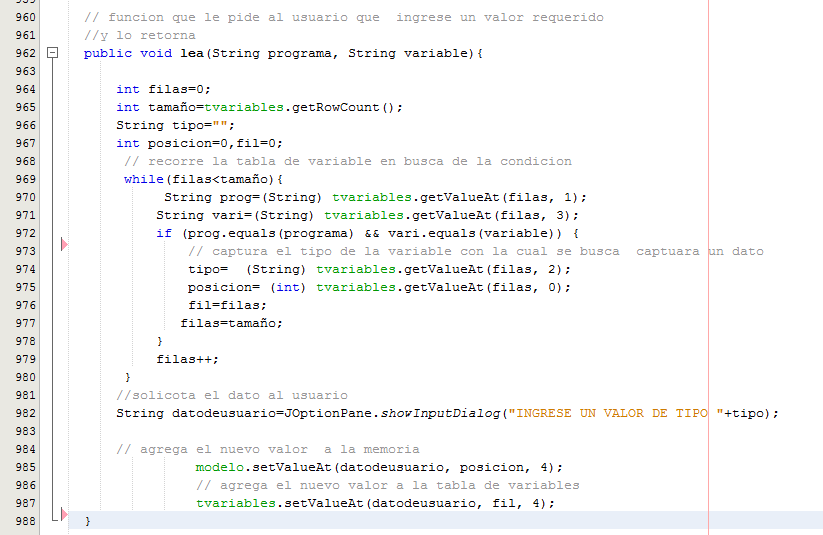 960 // funcion que le pide al usuario que  ingrese un valor requerido
961 //y lo retorna
962 public void lea(String programa, String variable){
963
964 int filas=0;
965 int tamaño=tvariables.getRowCount();
966 String tipo="";
967 int posicion=0,fil=0;
968 // recorre la tabla de variable en busca de la condicion
969 while(filas<tamaño){
970 String prog=(String) tvariables.getValueAt(filas, 1);
971 String vari=(String) tvariables.getValueAt(filas, 3);
972 if (prog.equals(programa) && vari.equals(variable)) {
973 // captura el tipo de la variable con la cual se busca  captuara un dato
974 tipo=  (String) tvariables.getValueAt(filas, 2);
975 posicion= (int) tvariables.getValueAt(filas, 0);
976 fil=filas;
977 filas=tamaño;
978 }
979 filas++;
980 }
981 //solicota el dato al usuario
982 String datodeusuario=JOptionPane.showInputDialog("INGRESE UN VALOR DE TIPO "+tipo);
983
984 // agrega el nuevo valor  a la memoria
985 modelo.setValueAt(datodeusuario, posicion, 4);
986 // agrega el nuevo valor a la tabla de variables
987 tvariables.setValueAt(datodeusuario, fil, 4);
988 }